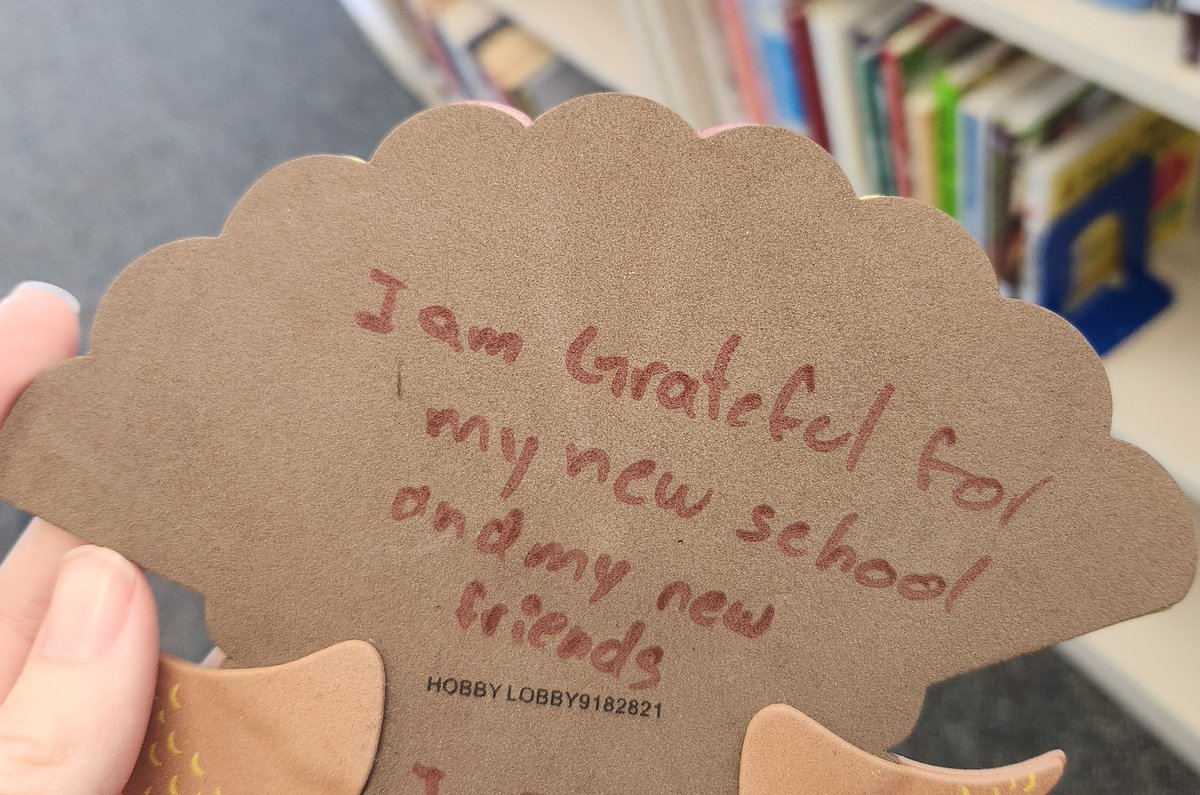 I am Grateful for
my new school
and my new
friends
HOBBY LOBBY9182821
I